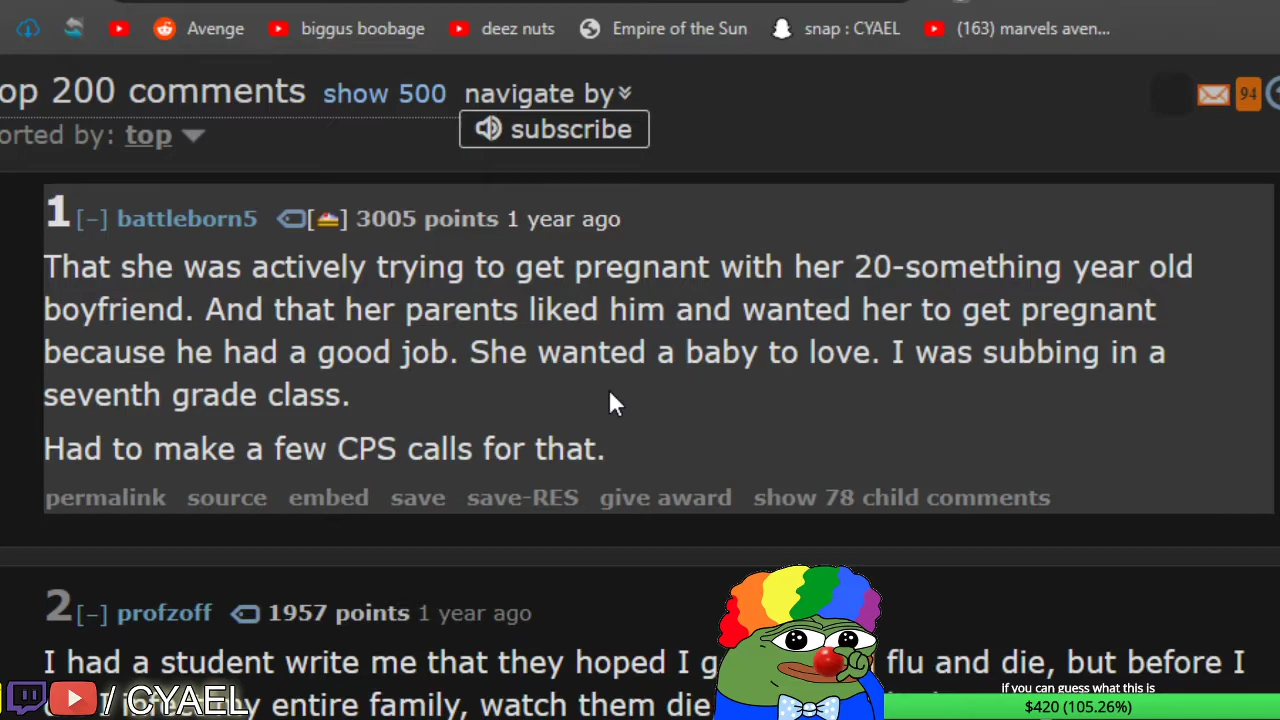 Avenge biggus boobage deez nuts Empire of the Sun snap : CYAEL (163) marvels aven...
op 200 comments show 500 navigate by
94
orted by: top
subscribe
1 [-] battleborn5 [ ] 3005 points 1 year ago
That she was actively trying to get pregnant with her 20-something year old
boyfriend. And that her parents liked him and wanted her to get pregnant
because he had a good job. She wanted a baby to love. I was subbing in a
seventh grade class.
Had to make a few CPS calls for that.
permalink source embed save save-RES give award show 78 child comments
2 [-] profzoff 1957 points 1 year ago
I had a student write me that they hoped I g flu and die, but before I
entire family, watch them die
/ CYAEL
if you can guess what this is
$420 (105.26%)